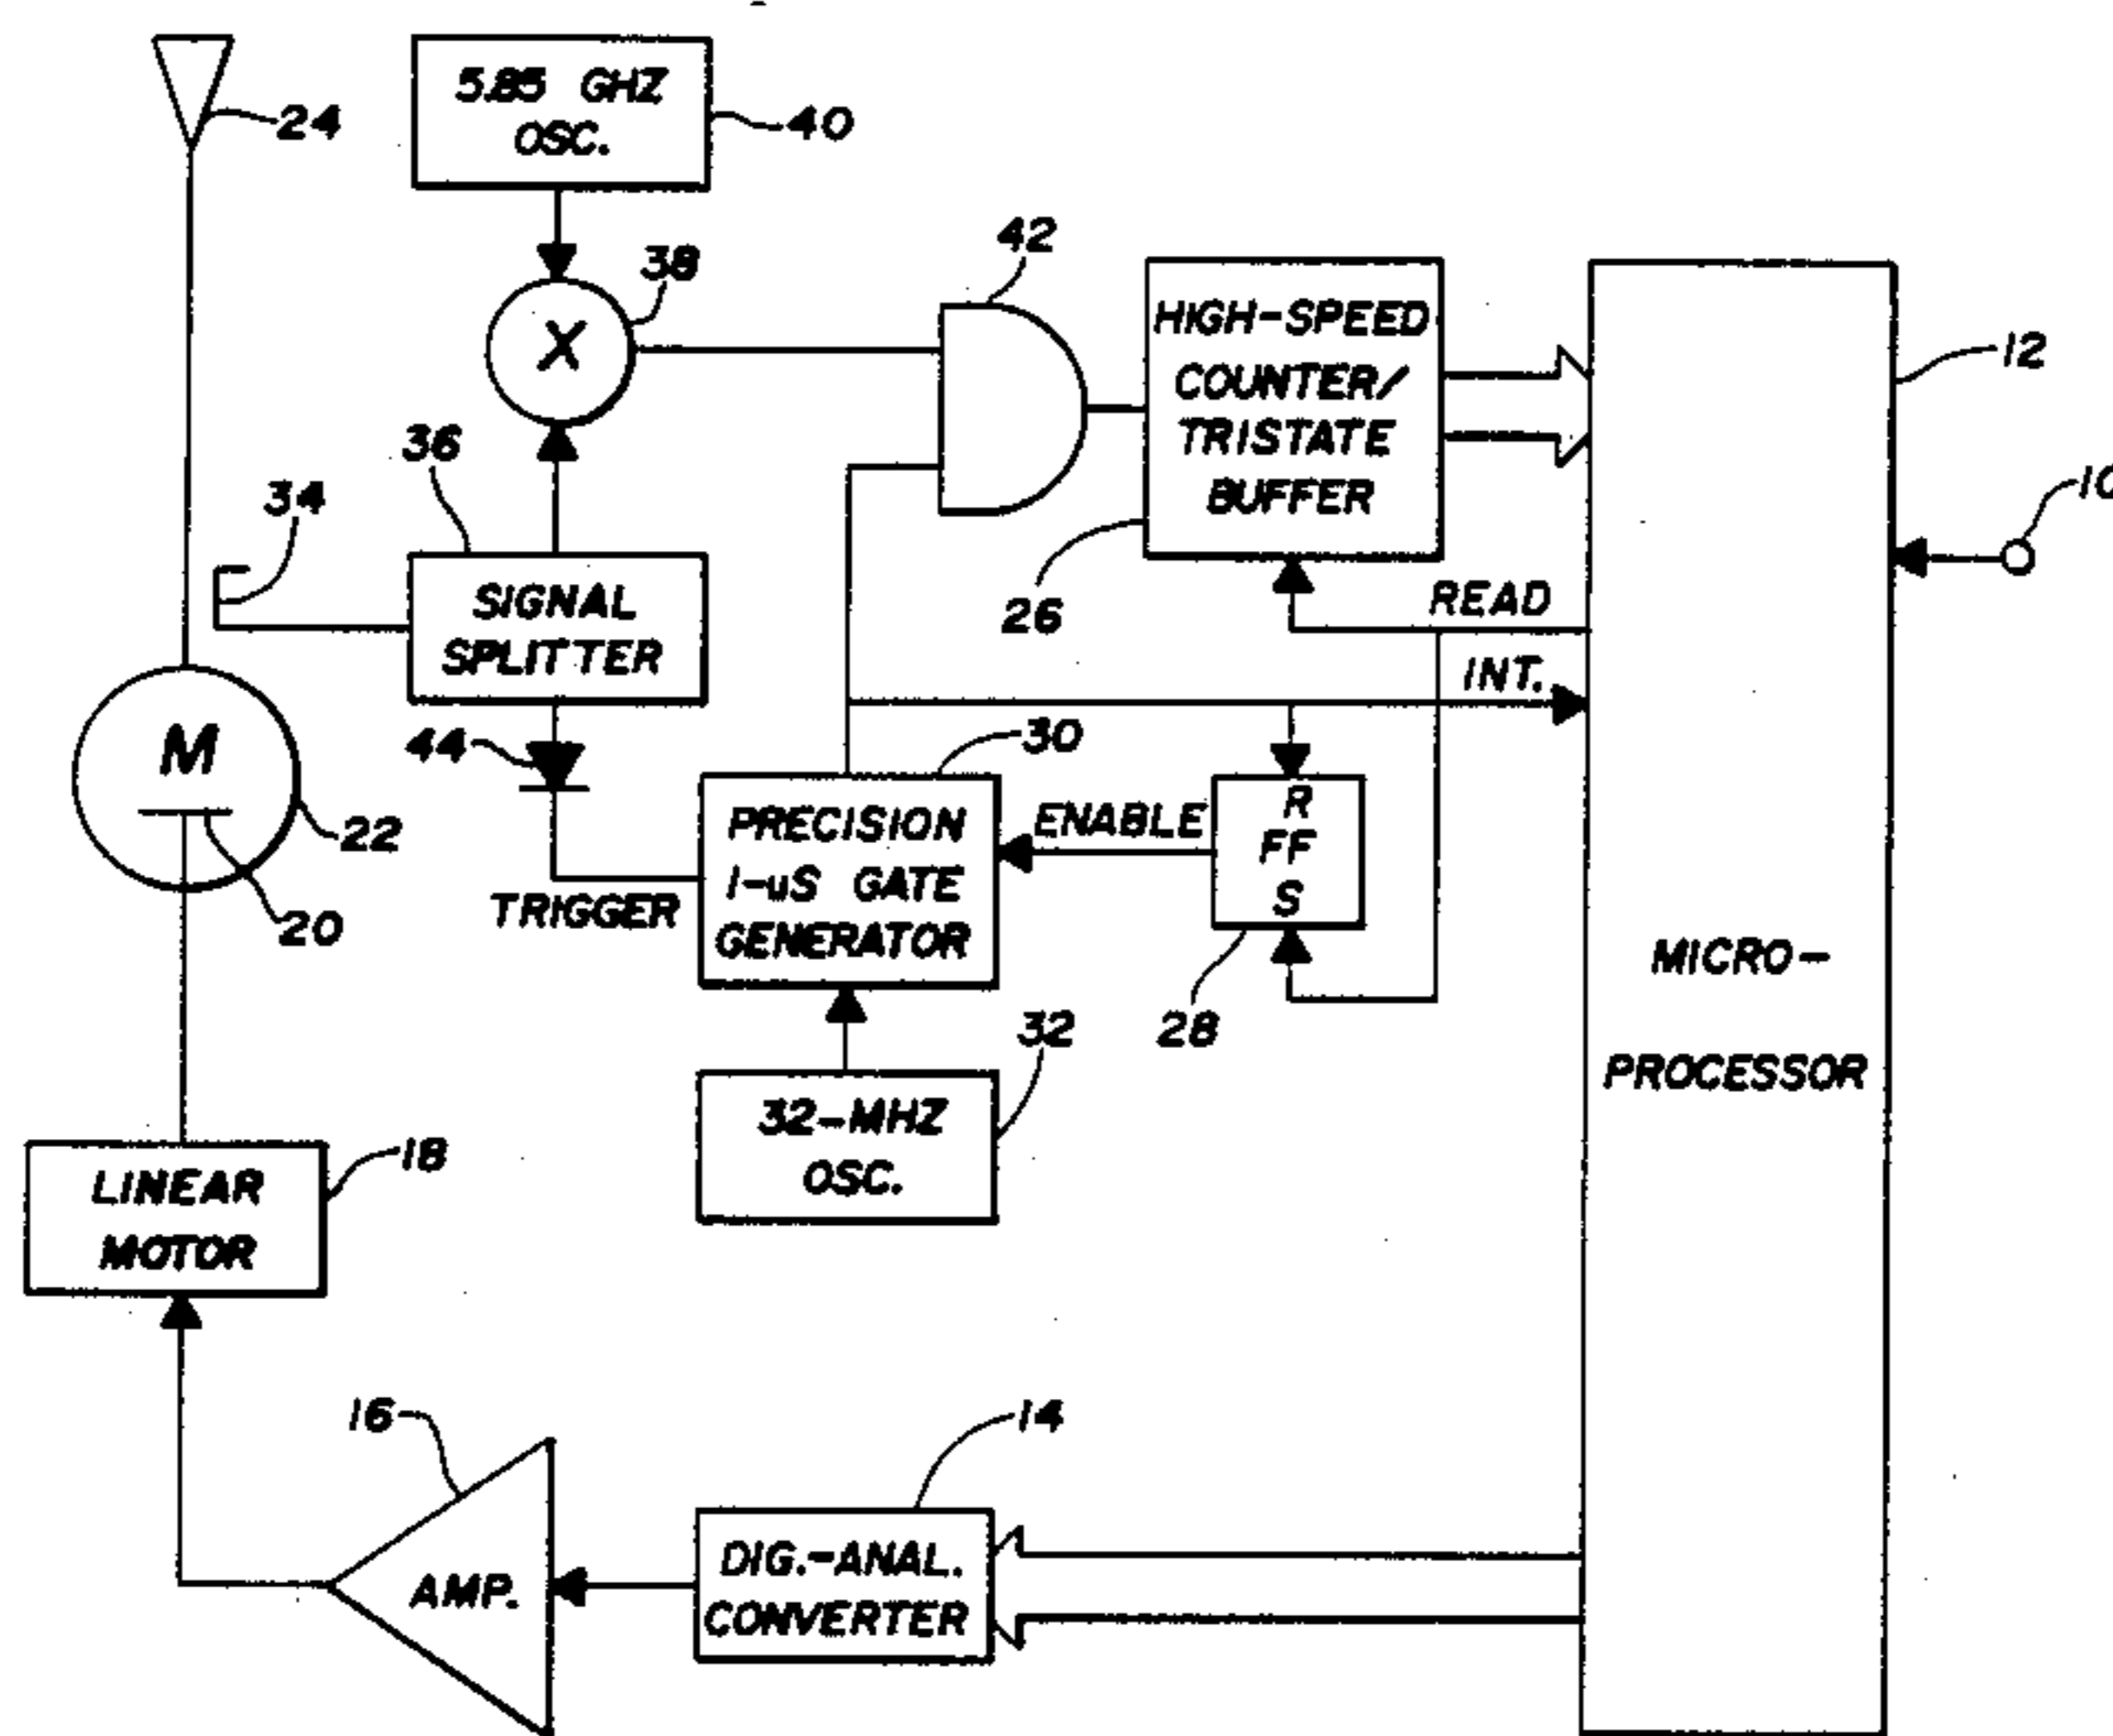 24
5.85 GHZ
OSC.
40
38
X
42
HIGH-SPEED
COUNTER/
TRISTATE
BUFFER
26
12
10
36
34
SIGNAL
SPLITTER
READ
INT.
M
22
20
44
TRIGGER
30
PRECISION
1-uS GATE
GENERATOR
ENABLE
R
FF
S
28
32
32-MHZ
OSC.
MICRO-
PROCESSOR
18
LINEAR
MOTOR
16
AMP.
14
DIG.-ANAL.
CONVERTER